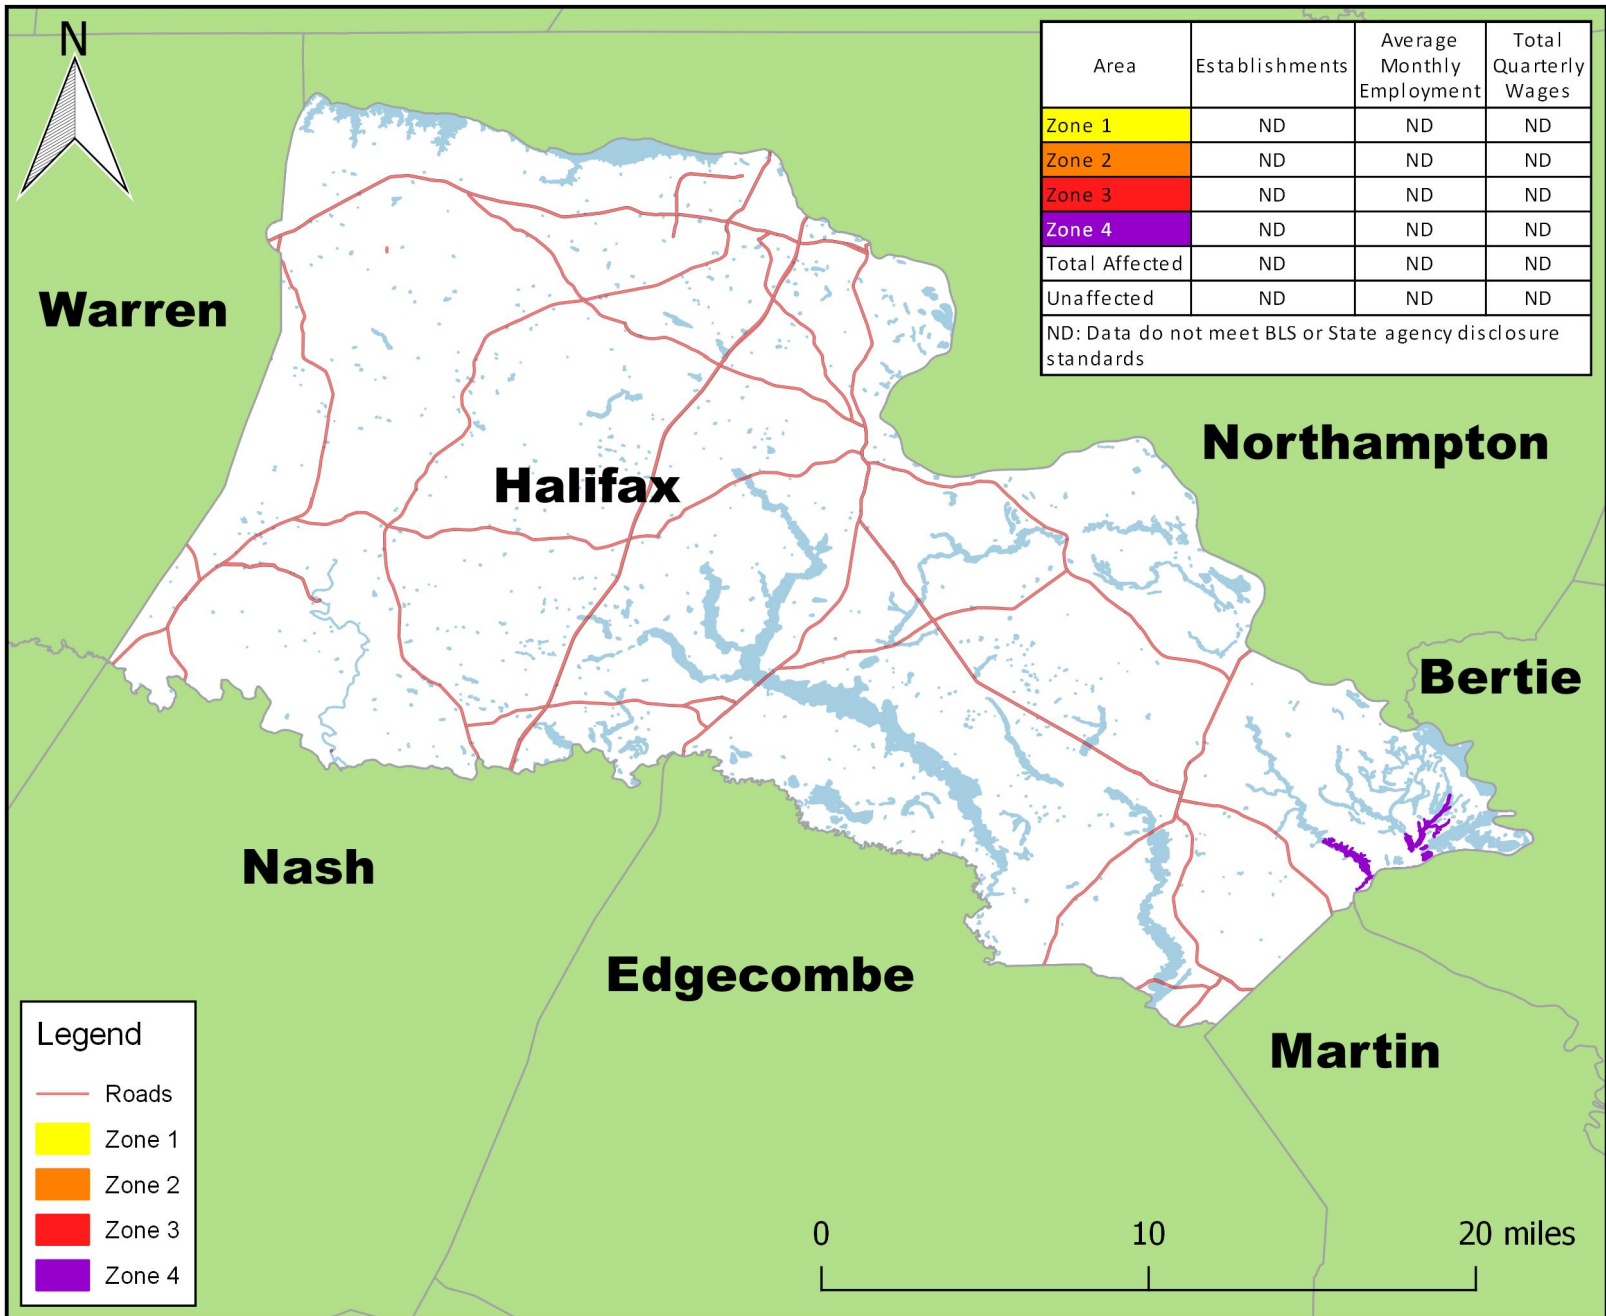 N
Area
Establishments
Average
Monthly
Employment
Total
Quarterly
Wages
Zone 1 ND ND ND
Zone 2 ND ND ND
Zone 3 ND ND ND
Zone 4 ND ND ND
Total Affected ND ND ND
Unaffected ND ND ND
ND: Data do not meet BLS or State agency disclosure
standards
Warren
Northampton
Halifax
Bertie
Nash
Edgecombe
Martin
Legend
Roads
Zone 1
Zone 2
Zone 3
Zone 4
0 10 20 miles